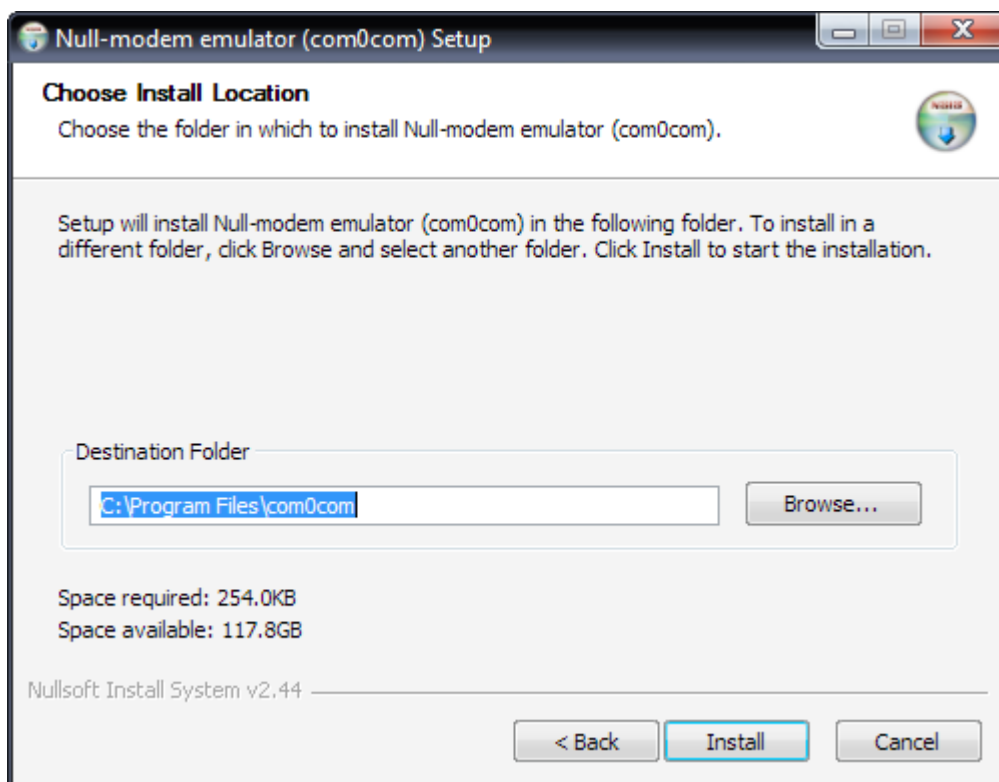 Null-modem emulator (com0com) Setup
Choose Install Location
Choose the folder in which to install Null-modem emulator (com0com).
Setup will install Null-modem emulator (com0com) in the following folder. To install in a
different folder, click Browse and select another folder. Click Install to start the installation.
Destination Folder
C:\Program Files\com0com
Browse...
Space required: 254.0KB
Space available: 117.8GB
Nullsoft Install System v2.44
< Back
Install
Cancel